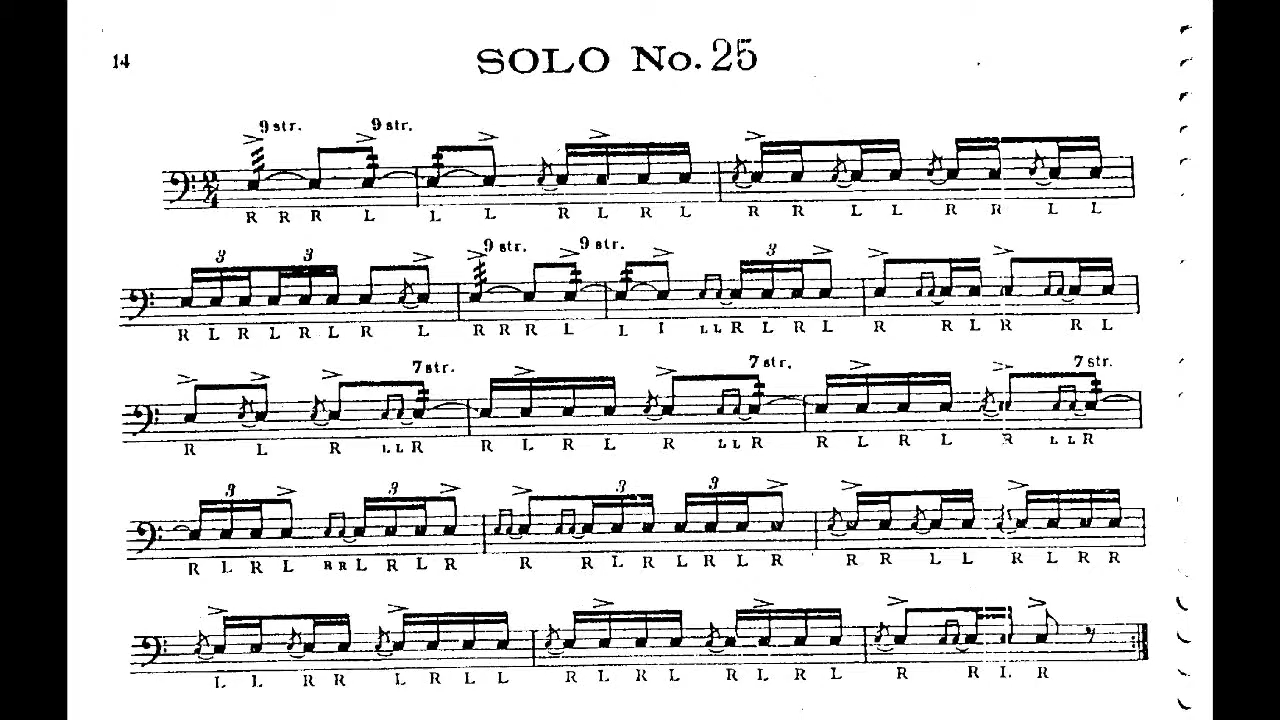 14
SOLO No. 25
9 str. 9 str.
R R R L L L R L R L R R L L R R L L
3 3 9 str. 9 str. 3
R L R L R L R L R R R L L L L L R L R L R R L R R L
7 str. 7 str. 7 str.
R L R L L R R L R L R L L R R L R L R L L R
3 3 3 3
R L R L R R L R L R R R L R L R L R R R L L R L R R
L L R R L R L L R L R L R L R L R R L R